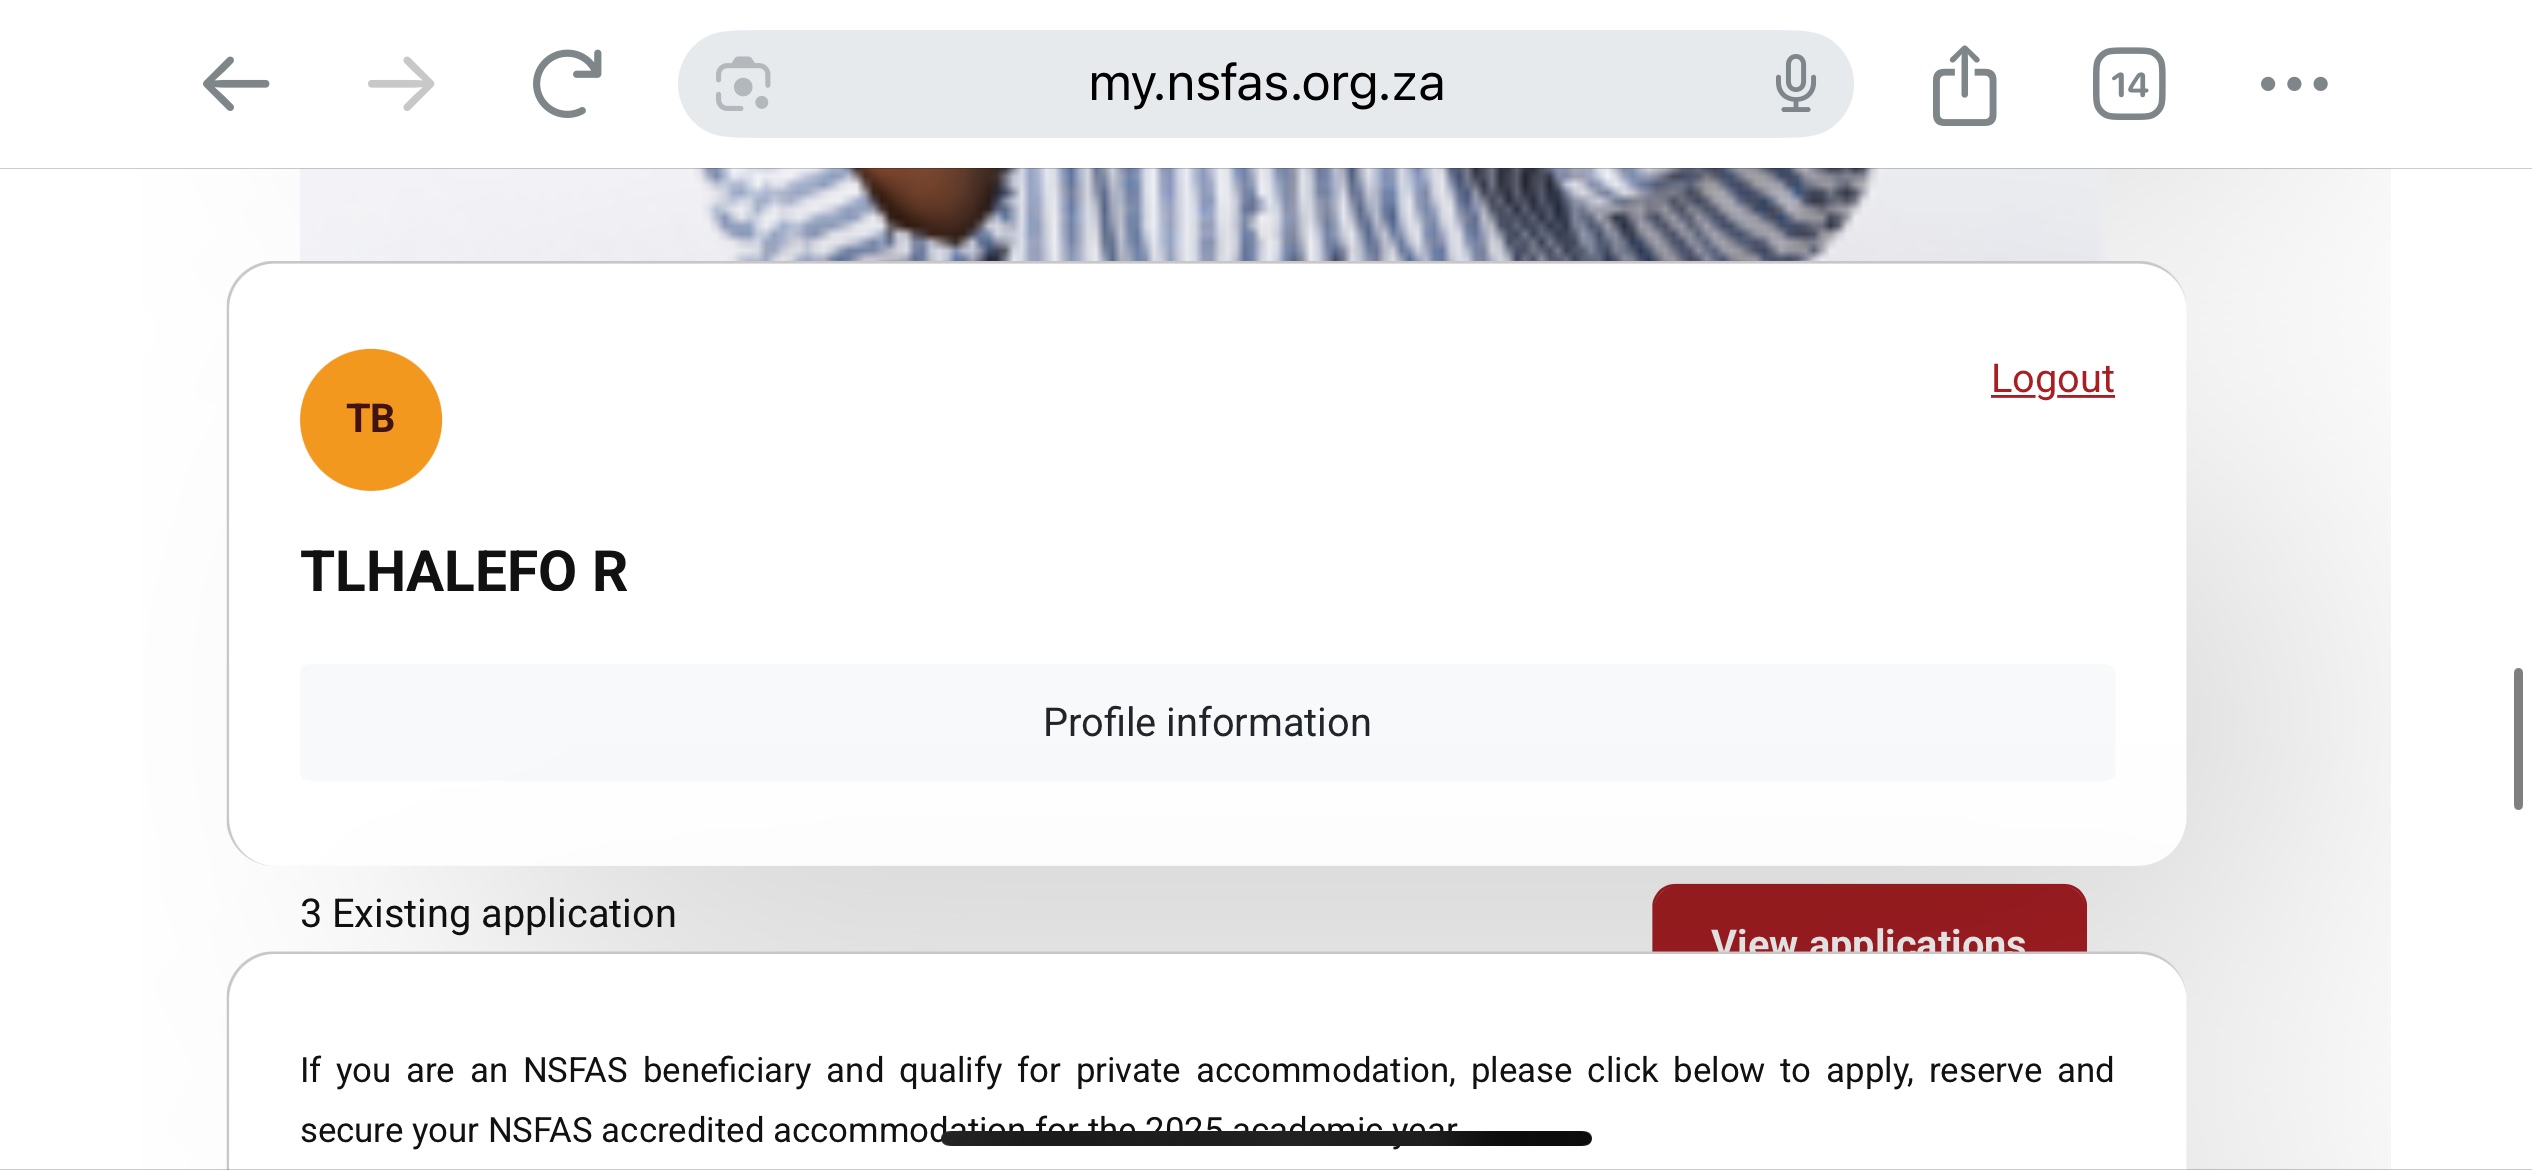 my.nsfas.org.za
14
TB
Logout
TLHALEFO R
Profile information
3 Existing application
View applications
If you are an NSFAS beneficiary and qualify for private accommodation, please click below to apply, reserve and
secure your NSFAS accredited accommodation for the 2025 academic year